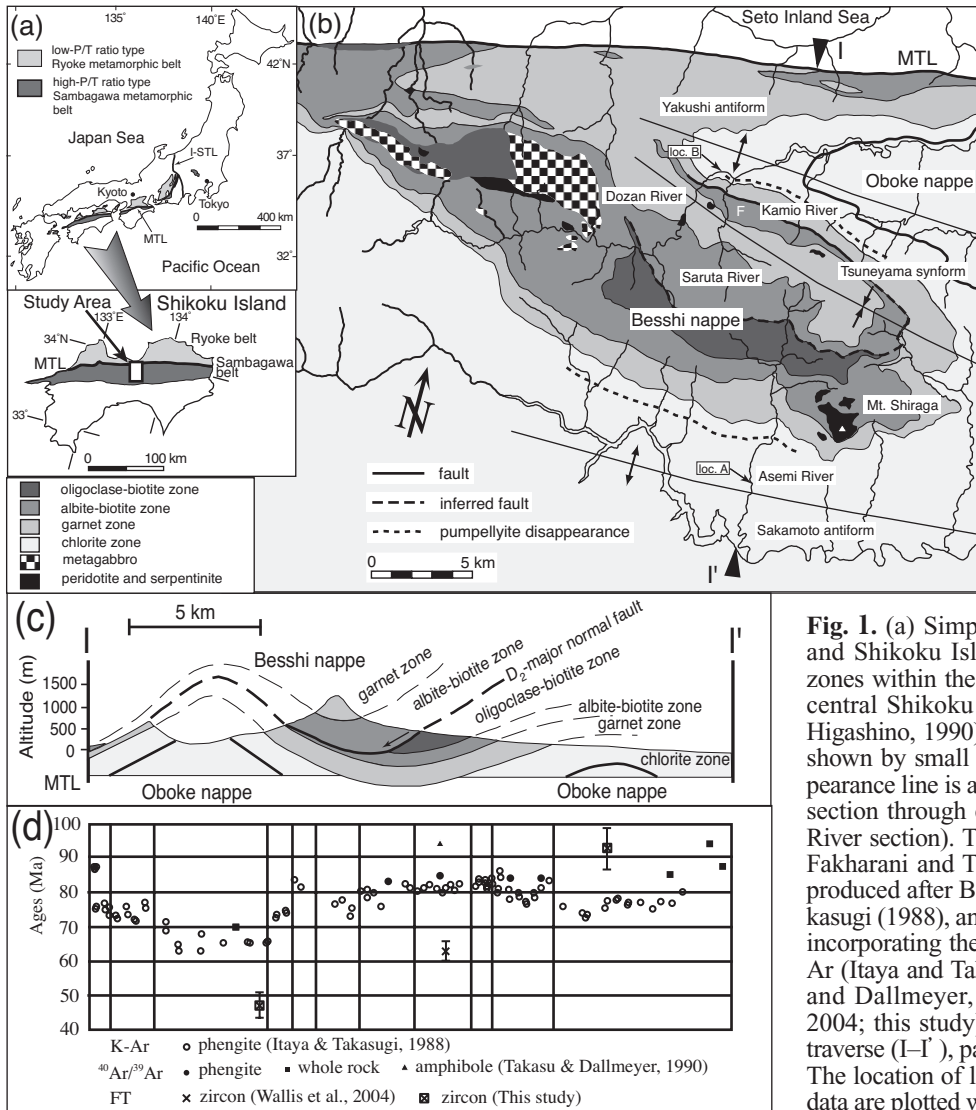 (a)
135°
140°
low-P/T ratio type
Ryoke metamorphic belt
high-P/T ratio type
Sambagawa metamorphic
belt
42°N
Japan Sea
I-STL
37°
Kyoto
Tokyo
0 400 km
MTL
32°
Pacific Ocean
Study Area
Shikoku Island
133°E
134°
34°N
Ryoke belt
MTL
Sambagawa
belt
33°
0 100 km
oligoclase-biotite zone
albite-biotite zone
garnet zone
chlorite zone
metagabbro
peridotite and serpentinite
(b)
Seto Inland Sea
I
MTL
Yakushi antiform
loc. B
Oboke nappe
Dozan River
F
Kamio River
Tsuneyama synform
Saruta River
Besshi nappe
N
Mt. Shiraga
loc. A
Asemi River
Sakamoto antiform
I'
fault
inferred fault
pumpellyite disappearance
0 5 km
(c)
5 km
I
I'
Besshi nappe
garnet zone
albite-biotite zone
D2-major normal fault
oligoclase-biotite zone
albite-biotite zone
garnet zone
chlorite zone
Altitude (m)
1500
1000
500
0
MTL
Oboke nappe
Oboke nappe
(d)
Ages (Ma)
100
90
80
70
60
50
40
K-Ar
phengite (Itaya & Takasugi, 1988)
40Ar/39Ar
phengite
whole rock
amphibole (Takasu & Dallmeyer, 1990)
FT
zircon (Wallis et al., 2004)
zircon (This study)
Fig. 1. (a) Simp
and Shikoku Isl
zones within the
central Shikoku
Higashino, 1990)
shown by small
pearance line is a
section through
River section). T
Fakharani and T
produced after B
kasugi (1988), an
incorporating the
Ar (Itaya and Tak
and Dallmeyer,
2004; this study)
traverse (I–I'), pa
The location of l
data are plotted